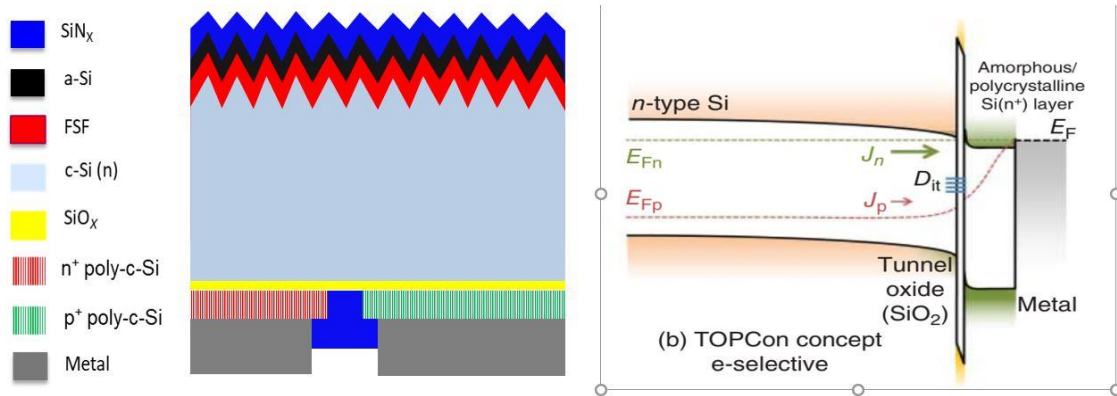 SiNX
a-Si
FSF
c-Si (n)
SiOX
n+ poly-c-Si
p+ poly-c-Si
Metal
n-type Si
Amorphous/
polycrystalline
Si(n+) layer
EF
EFn
Jn
Dit
EFp
Jp
Tunnel
oxide
(SiO2)
Metal
(b) TOPCon concept
e-selective